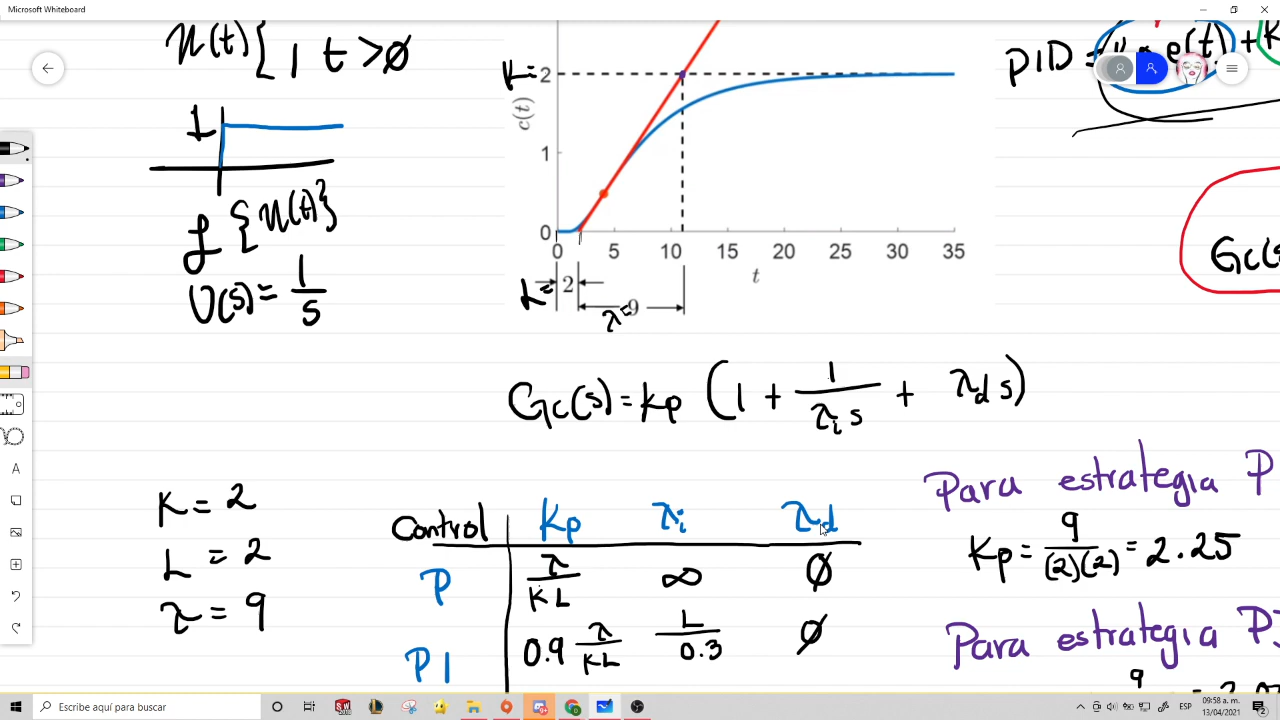 Microsoft Whiteboard
u(t) { 1 t > 0
1
ℒ {u(t)}
U(s) = 1/s
K=
2
1
0
c(t)
0 5 10 15 20 25 30 35
t
L= 2
τ= 9
PID = e(t) + K
Gc(s
Gc(s) = Kp (1 + 1/(τi s) + τd s)
K = 2
L = 2
τ = 9
Control Kp τi τd
P τ/KL ∞ 0
PI 0.9 τ/KL L/0.3 0
Para estrategia P
Kp = 9/(2)(2) = 2.25
Para estrategia P
9
Escribe aquí para buscar
ESP
09:58 a. m.
13/04/2021